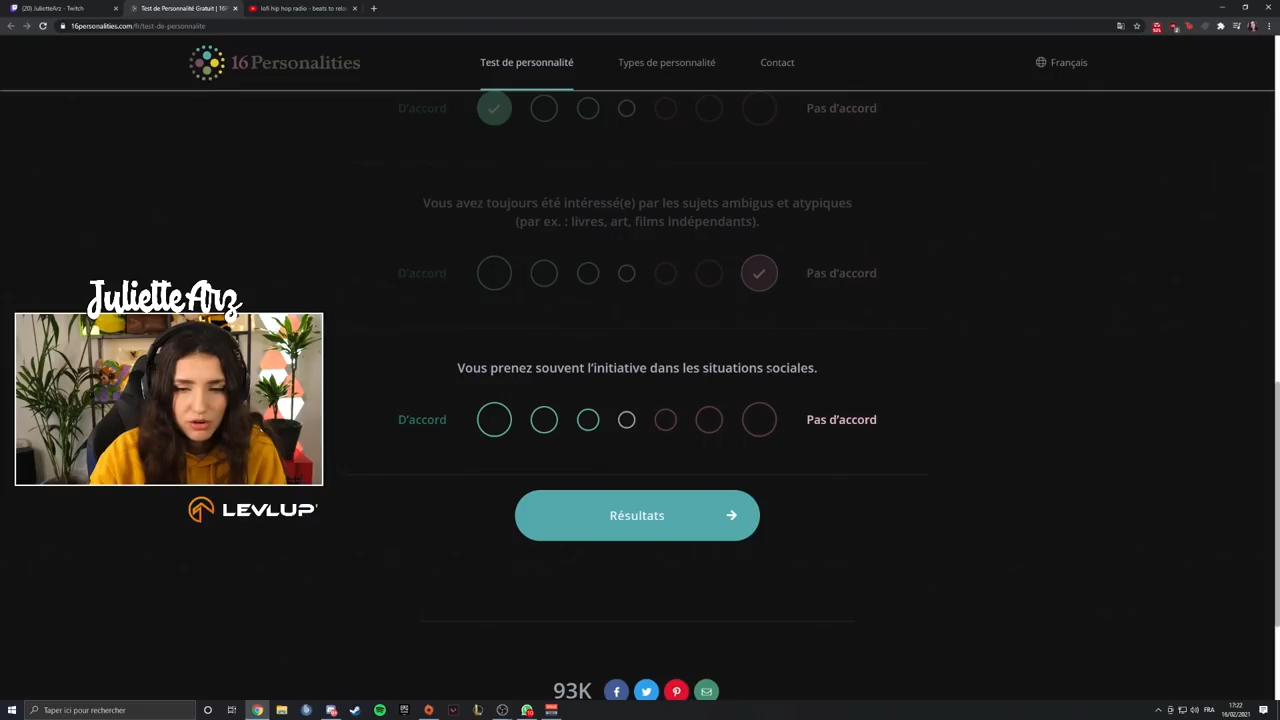 (20) JulietteArz - Twitch
Test de Personnalité Gratuit | 16P
lofi hip hop radio - beats to rela
16personalities.com/fr/test-de-personnalite
16Personalities
Test de personnalité
Types de personnalité
Contact
Français
D'accord
Pas d'accord
Vous avez toujours été intéressé(e) par les sujets ambigus et atypiques
(par ex. : livres, art, films indépendants).
D'accord
Pas d'accord
JulietteArz
Vous prenez souvent l'initiative dans les situations sociales.
D'accord
Pas d'accord
LEVLUP
Résultats
93K
Taper ici pour rechercher
FRA
17:22
16/02/2021